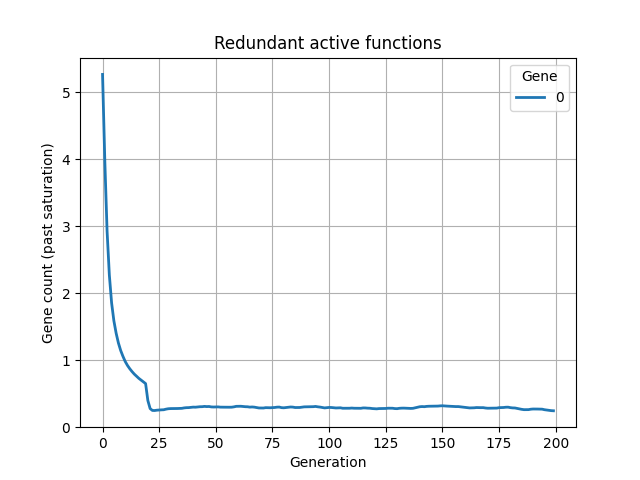 Redundant active functions
Gene
0
Gene count (past saturation)
5
4
3
2
1
0
0 25 50 75 100 125 150 175 200
Generation